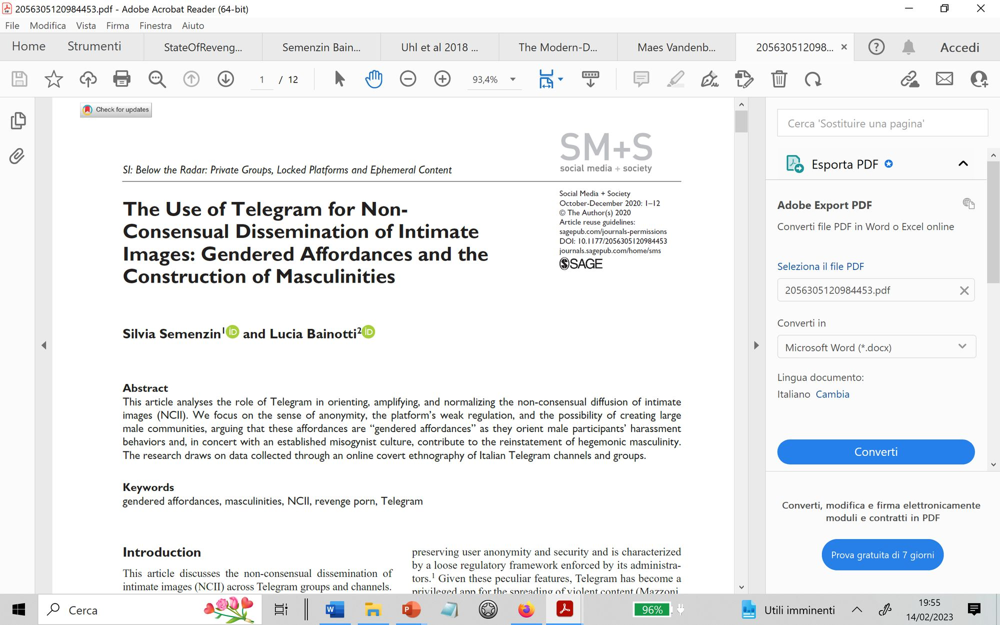 2056305120984453.pdf - Adobe Acrobat Reader (64-bit)
File Modifica Vista Firma Finestra Aiuto
Home Strumenti StateOfReveng... Semenzin Bain... Uhl et al 2018 ... The Modern-D... Maes Vandenb... 205630512098... Accedi
1 / 12 93,4%
Check for updates
SM+S
social media + society
SI: Below the Radar: Private Groups, Locked Platforms and Ephemeral Content
The Use of Telegram for Non-
Consensual Dissemination of Intimate
Images: Gendered Affordances and the
Construction of Masculinities
Social Media + Society
October-December 2020: 1–12
© The Author(s) 2020
Article reuse guidelines:
sagepub.com/journals-permissions
DOI: 10.1177/2056305120984453
journals.sagepub.com/home/sms
SAGE
Silvia Semenzin1 iD and Lucia Bainotti2 iD
Abstract
This article analyses the role of Telegram in orienting, amplifying, and normalizing the non-consensual diffusion of intimate
images (NCII). We focus on the sense of anonymity, the platform’s weak regulation, and the possibility of creating large
male communities, arguing that these affordances are “gendered affordances” as they orient male participants’ harassment
behaviors and, in concert with an established misogynist culture, contribute to the reinstatement of hegemonic masculinity.
The research draws on data collected through an online covert ethnography of Italian Telegram channels and groups.
Keywords
gendered affordances, masculinities, NCII, revenge porn, Telegram
Introduction
This article discusses the non-consensual dissemination of
intimate images (NCII) across Telegram groups and channels.
preserving user anonymity and security and is characterized
by a loose regulatory framework enforced by its administra-
tors.1 Given these peculiar features, Telegram has become a
privileged app for the spreading of violent content (Mazzoni
Cerca 'Sostituire una pagina'
Esporta PDF
Adobe Export PDF
Converti file PDF in Word o Excel online
Seleziona il file PDF
2056305120984453.pdf
Converti in
Microsoft Word (*.docx)
Lingua documento:
Italiano Cambia
Converti
Converti, modifica e firma elettronicamente
moduli e contratti in PDF
Prova gratuita di 7 giorni
Cerca
96%
Utili imminenti
19:55
14/02/2023